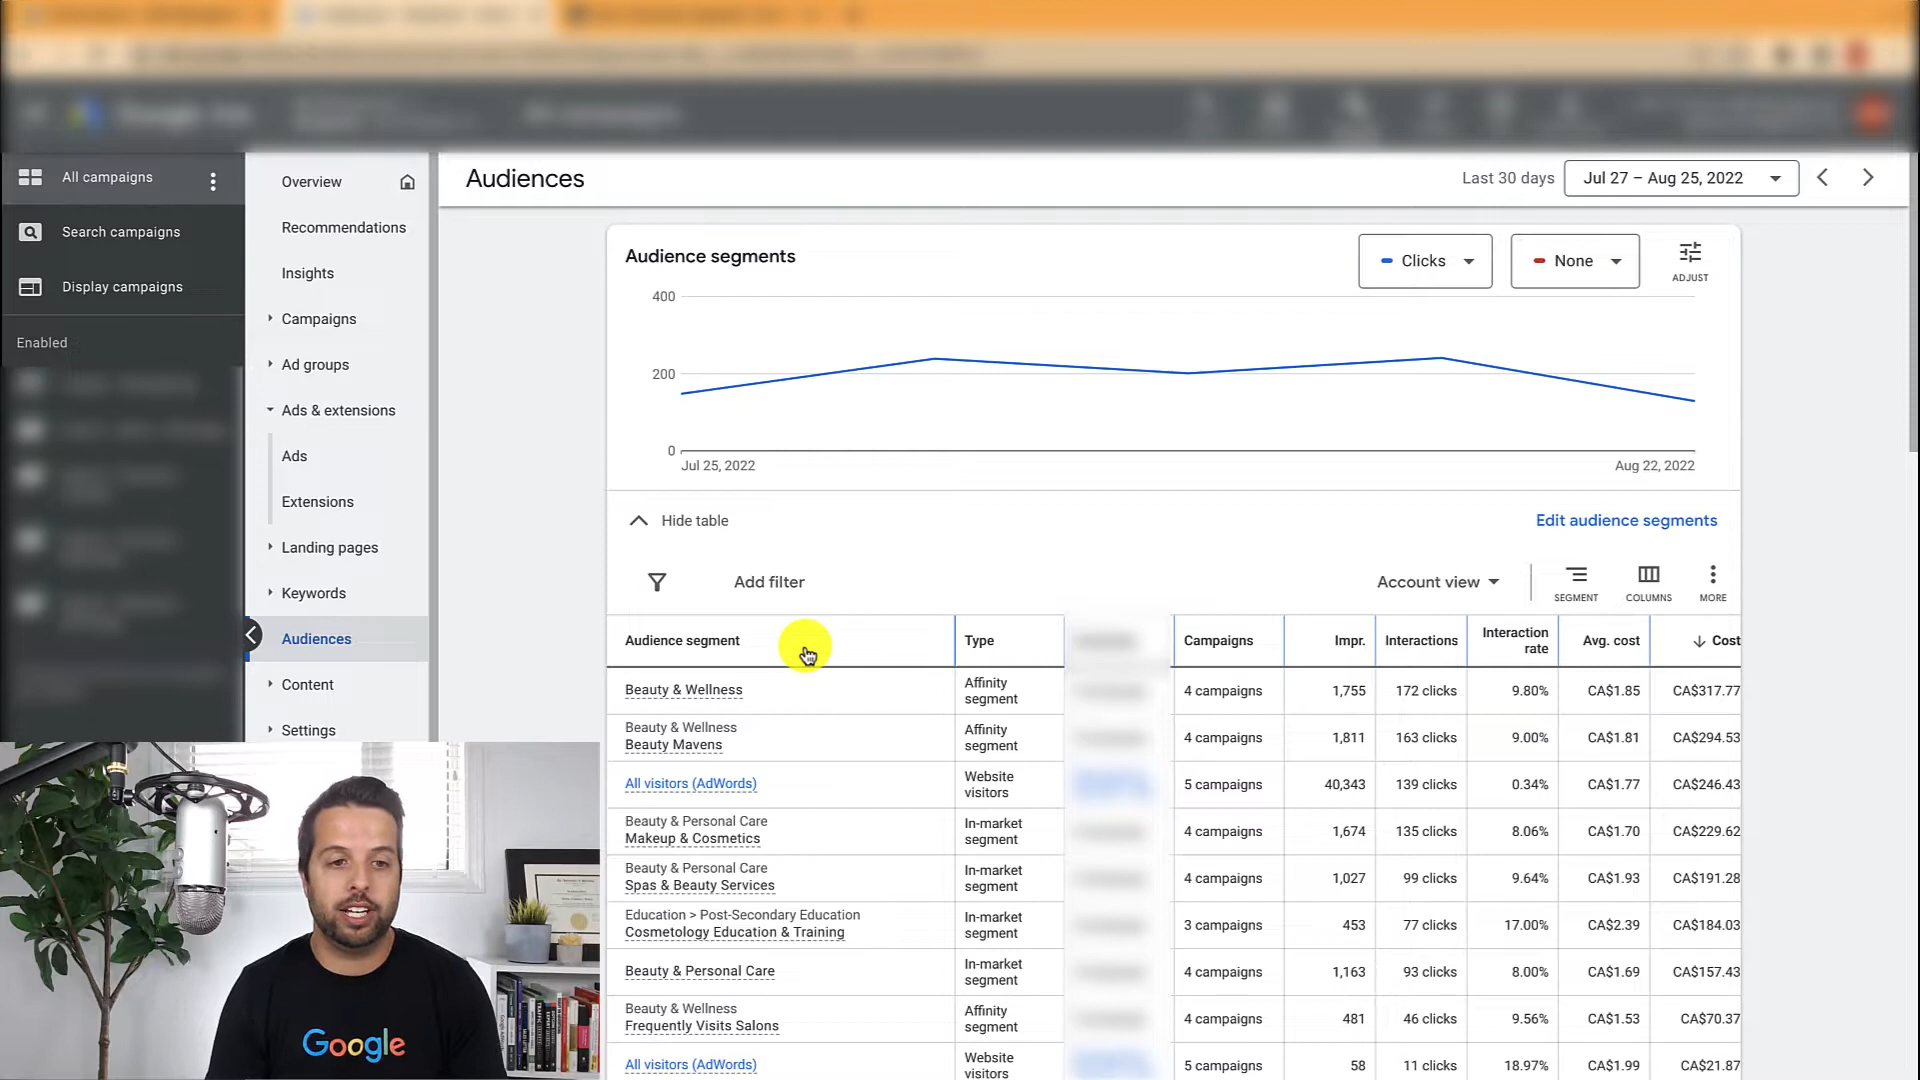 All campaigns
Search campaigns
Display campaigns
Enabled
Overview
Recommendations
Insights
Campaigns
Ad groups
Ads & extensions
Ads
Extensions
Landing pages
Keywords
Audiences
Content
Settings
Audiences
Last 30 days
Jul 27 – Aug 25, 2022
Audience segments
Clicks
None
ADJUST
400
200
0
Jul 25, 2022
Aug 22, 2022
Hide table
Edit audience segments
Add filter
Account view
SEGMENT
COLUMNS
MORE
Audience segment Type Campaigns Impr. Interactions Interaction rate Avg. cost Cost
Beauty & Wellness Affinity segment 4 campaigns 1,755 172 clicks 9.80% CA$1.85 CA$317.77
Beauty & Wellness Beauty Mavens Affinity segment 4 campaigns 1,811 163 clicks 9.00% CA$1.81 CA$294.53
All visitors (AdWords) Website visitors 5 campaigns 40,343 139 clicks 0.34% CA$1.77 CA$246.43
Beauty & Personal Care Makeup & Cosmetics In-market segment 4 campaigns 1,674 135 clicks 8.06% CA$1.70 CA$229.62
Beauty & Personal Care Spas & Beauty Services In-market segment 4 campaigns 1,027 99 clicks 9.64% CA$1.93 CA$191.28
Education > Post-Secondary Education Cosmetology Education & Training In-market segment 3 campaigns 453 77 clicks 17.00% CA$2.39 CA$184.03
Beauty & Personal Care In-market segment 4 campaigns 1,163 93 clicks 8.00% CA$1.69 CA$157.43
Beauty & Wellness Frequently Visits Salons Affinity segment 4 campaigns 481 46 clicks 9.56% CA$1.53 CA$70.37
All visitors (AdWords) Website visitors 5 campaigns 58 11 clicks 18.97% CA$1.99 CA$21.87
Google